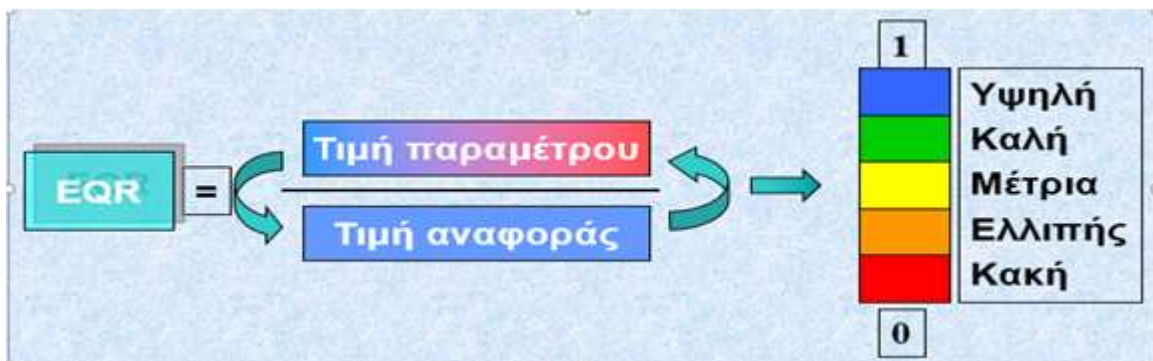 EQR
=
Τιμή παραμέτρου
Τιμή αναφοράς
1
Υψηλή
Καλή
Μέτρια
Ελλιπής
Κακή
0